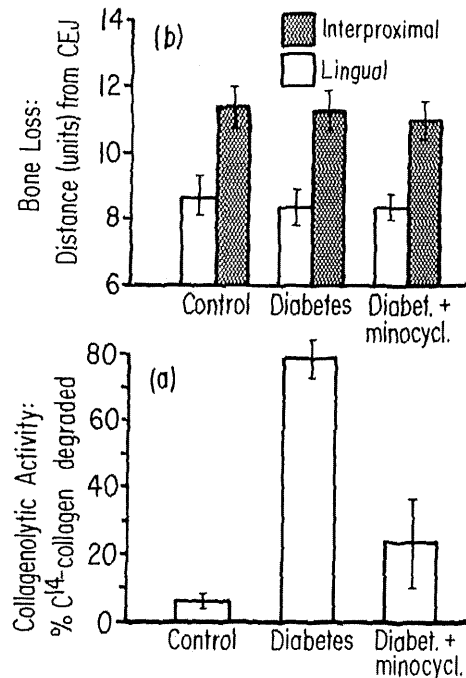 (b)
Interproximal
Lingual
Bone Loss:
Distance (units) from CEJ
14
12
10
8
6
Control
Diabetes
Diabet. +
minocycl.
(a)
Collagenolytic Activity:
% C14-collagen degraded
80
60
40
20
0
Control
Diabetes
Diabet. +
minocycl.